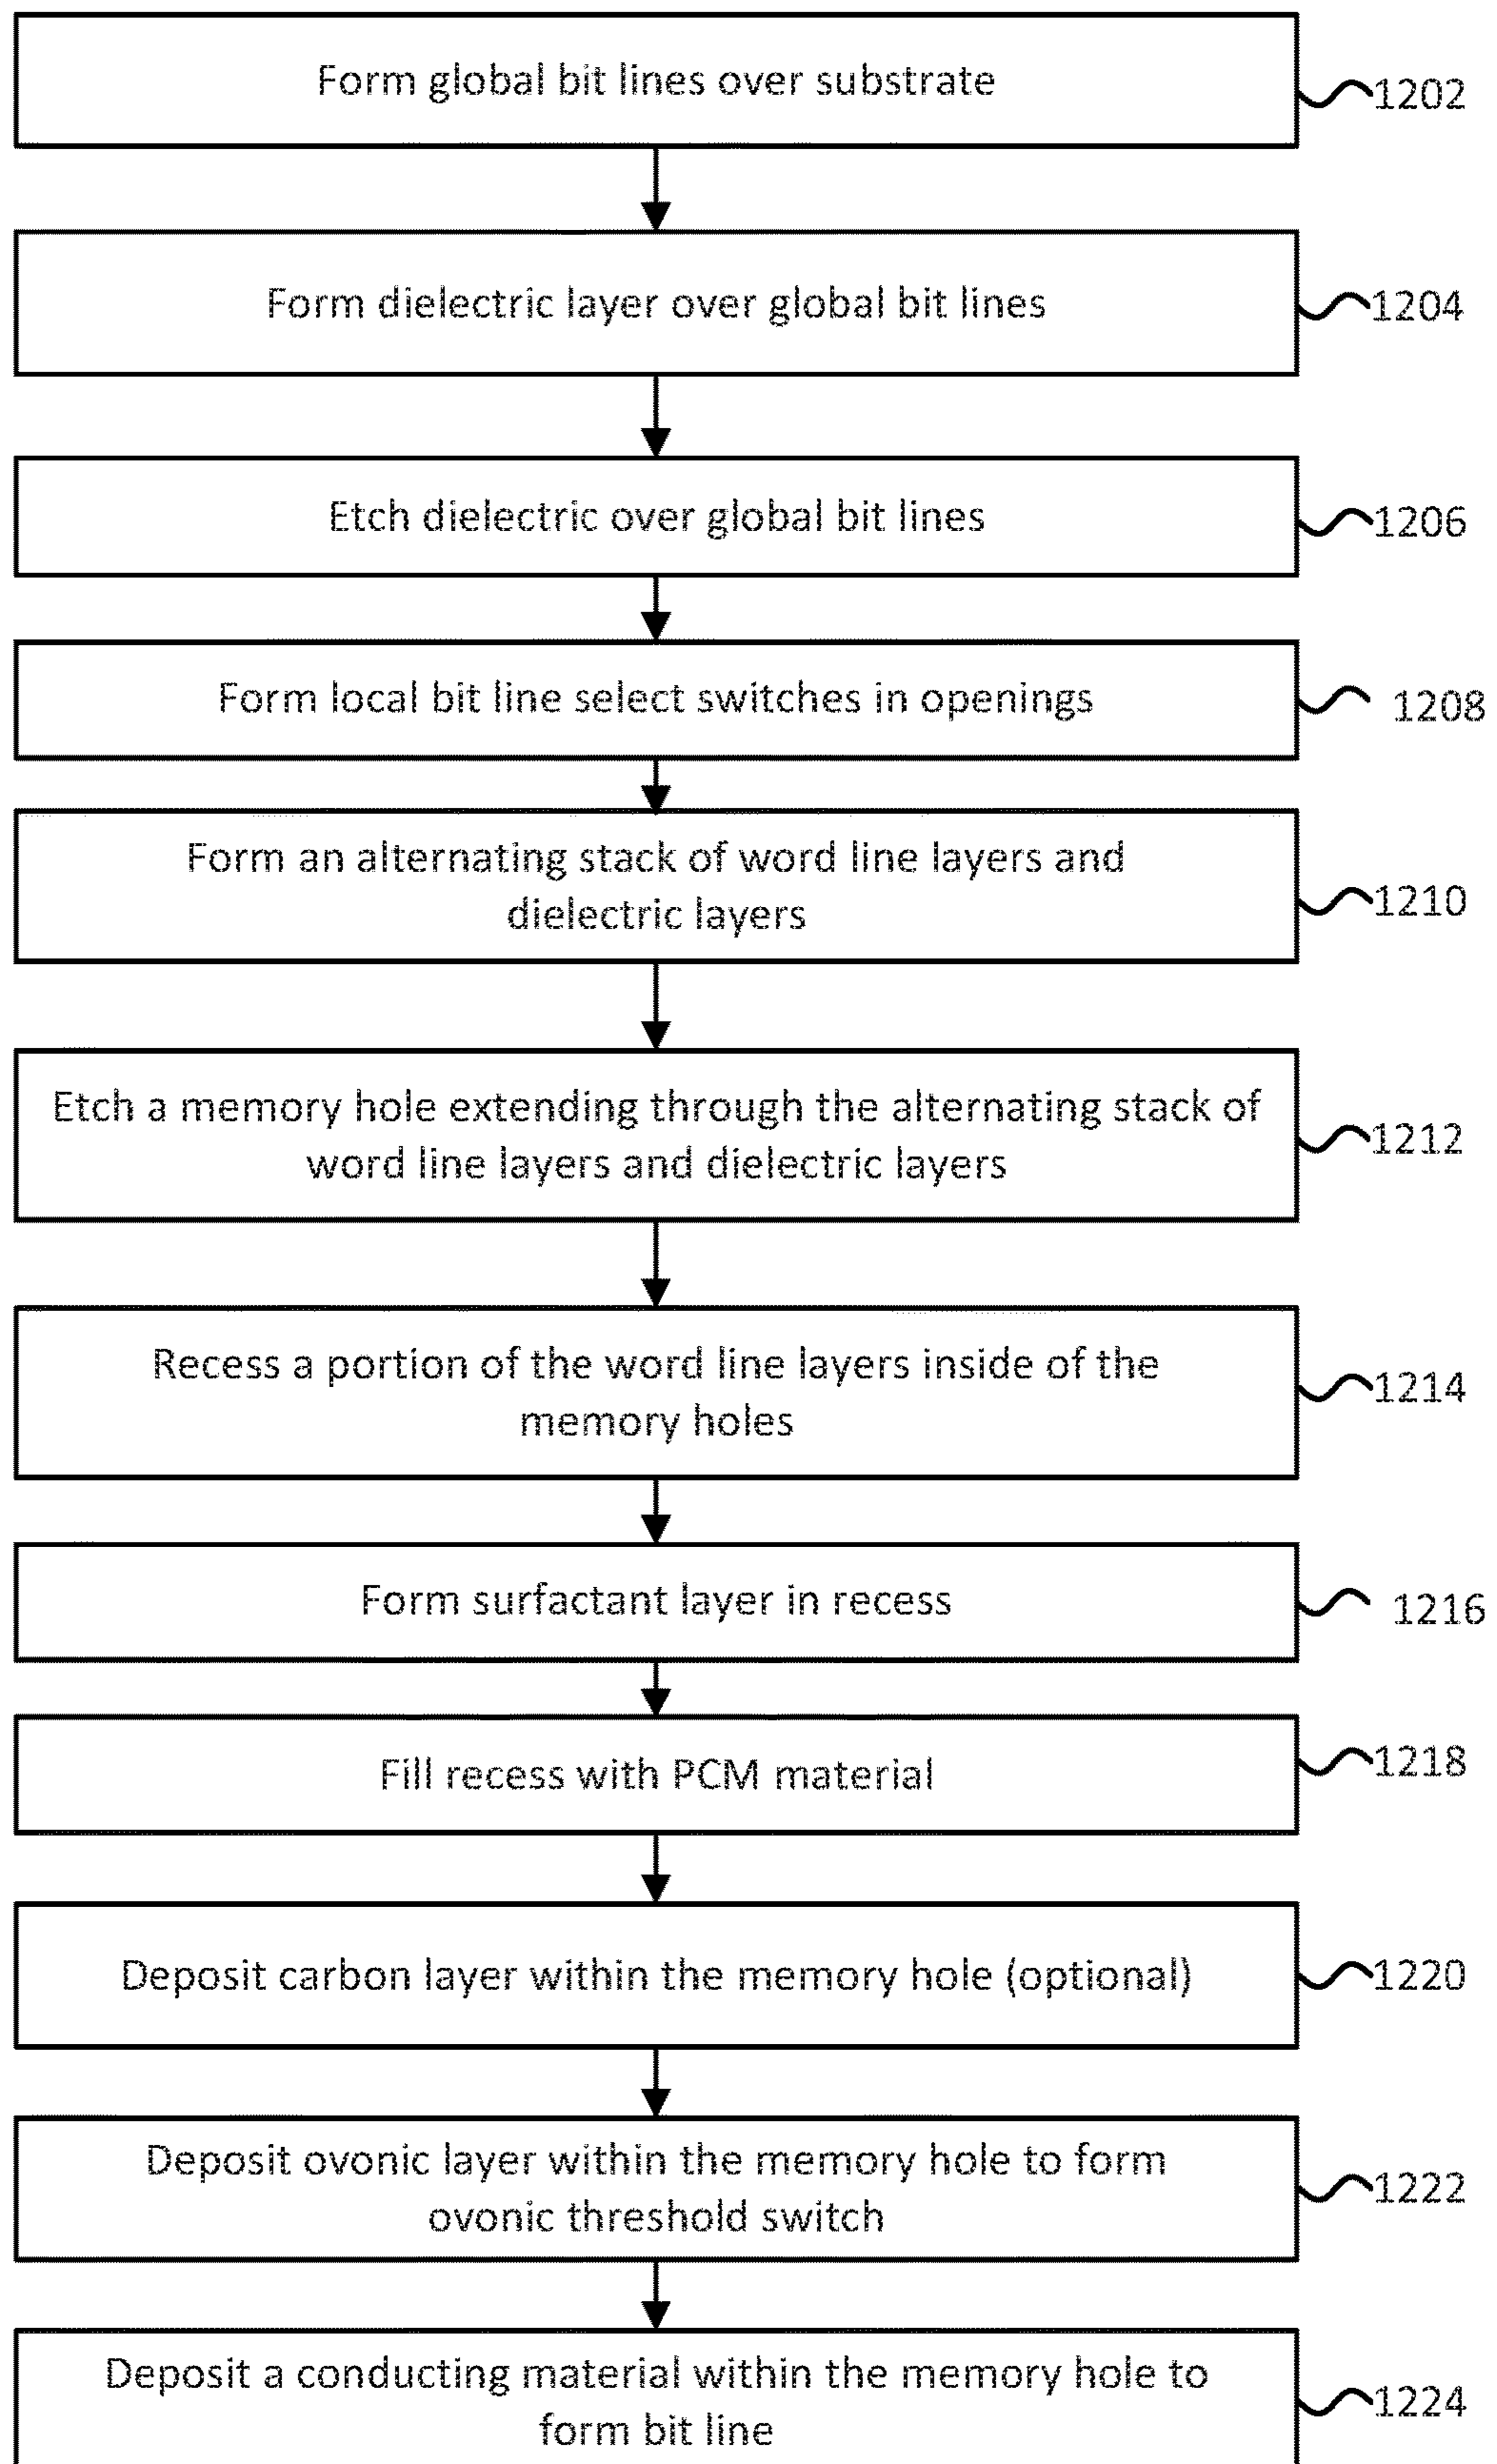 Form global bit lines over substrate
1202
Form dielectric layer over global bit lines
1204
Etch dielectric over global bit lines
1206
Form local bit line select switches in openings
1208
Form an alternating stack of word line layers and
dielectric layers
1210
Etch a memory hole extending through the alternating stack of
word line layers and dielectric layers
1212
Recess a portion of the word line layers inside of the
memory holes
1214
Form surfactant layer in recess
1216
Fill recess with PCM material
1218
Deposit carbon layer within the memory hole (optional)
1220
Deposit ovonic layer within the memory hole to form
ovonic threshold switch
1222
Deposit a conducting material within the memory hole to
form bit line
1224